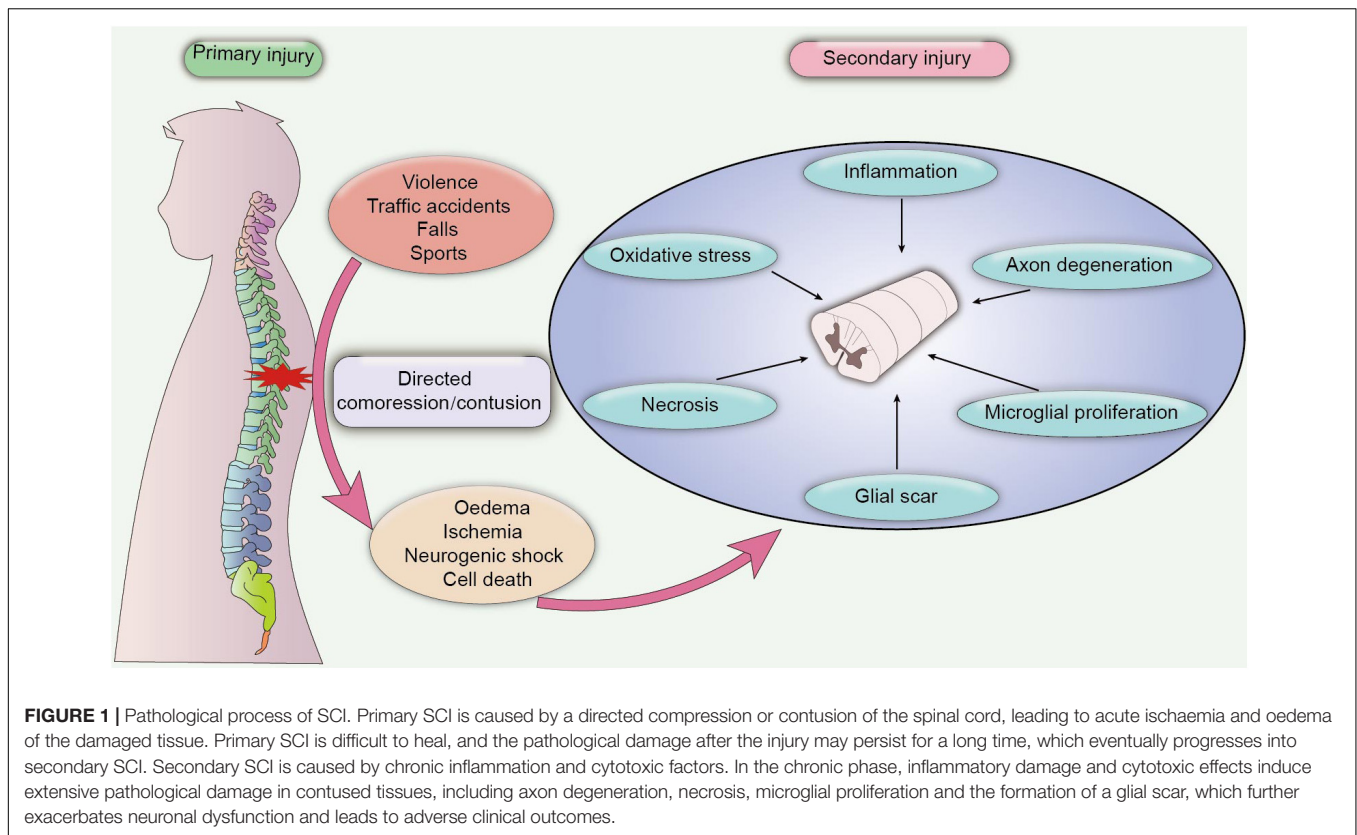 Primary injury
Secondary injury
Violence
Traffic accidents
Falls
Sports
Directed
comoression/contusion
Oedema
Ischemia
Neurogenic shock
Cell death
Inflammation
Oxidative stress
Axon degeneration
Necrosis
Microglial proliferation
Glial scar
FIGURE 1 | Pathological process of SCI. Primary SCI is caused by a directed compression or contusion of the spinal cord, leading to acute ischaemia and oedema
of the damaged tissue. Primary SCI is difficult to heal, and the pathological damage after the injury may persist for a long time, which eventually progresses into
secondary SCI. Secondary SCI is caused by chronic inflammation and cytotoxic factors. In the chronic phase, inflammatory damage and cytotoxic effects induce
extensive pathological damage in contused tissues, including axon degeneration, necrosis, microglial proliferation and the formation of a glial scar, which further
exacerbates neuronal dysfunction and leads to adverse clinical outcomes.